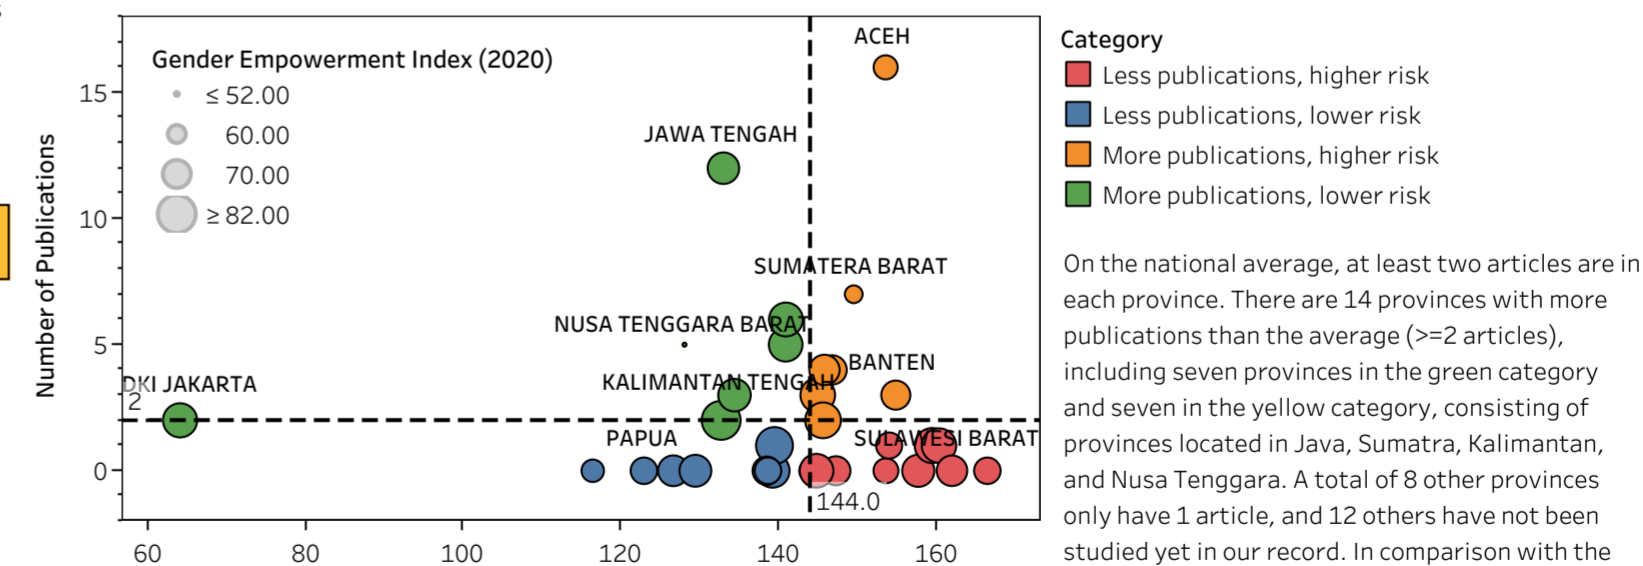 ACEH
Gender Empowerment Index (2020)
≤ 52.00
60.00
70.00
≥ 82.00
15
10
5
0
Number of Publications
JAWA TENGAH
SUMATERA BARAT
NUSA TENGGARA BARAT
BANTEN
DKI JAKARTA
2
KALIMANTAN TENGAH
PAPUA
SULAWESI BARAT
144.0
60
80
100
120
140
160
Category
Less publications, higher risk
Less publications, lower risk
More publications, higher risk
More publications, lower risk
On the national average, at least two articles are in
each province. There are 14 provinces with more
publications than the average (>=2 articles),
including seven provinces in the green category
and seven in the yellow category, consisting of
provinces located in Java, Sumatra, Kalimantan,
and Nusa Tenggara. A total of 8 other provinces
only have 1 article, and 12 others have not been
studied yet in our record. In comparison with the